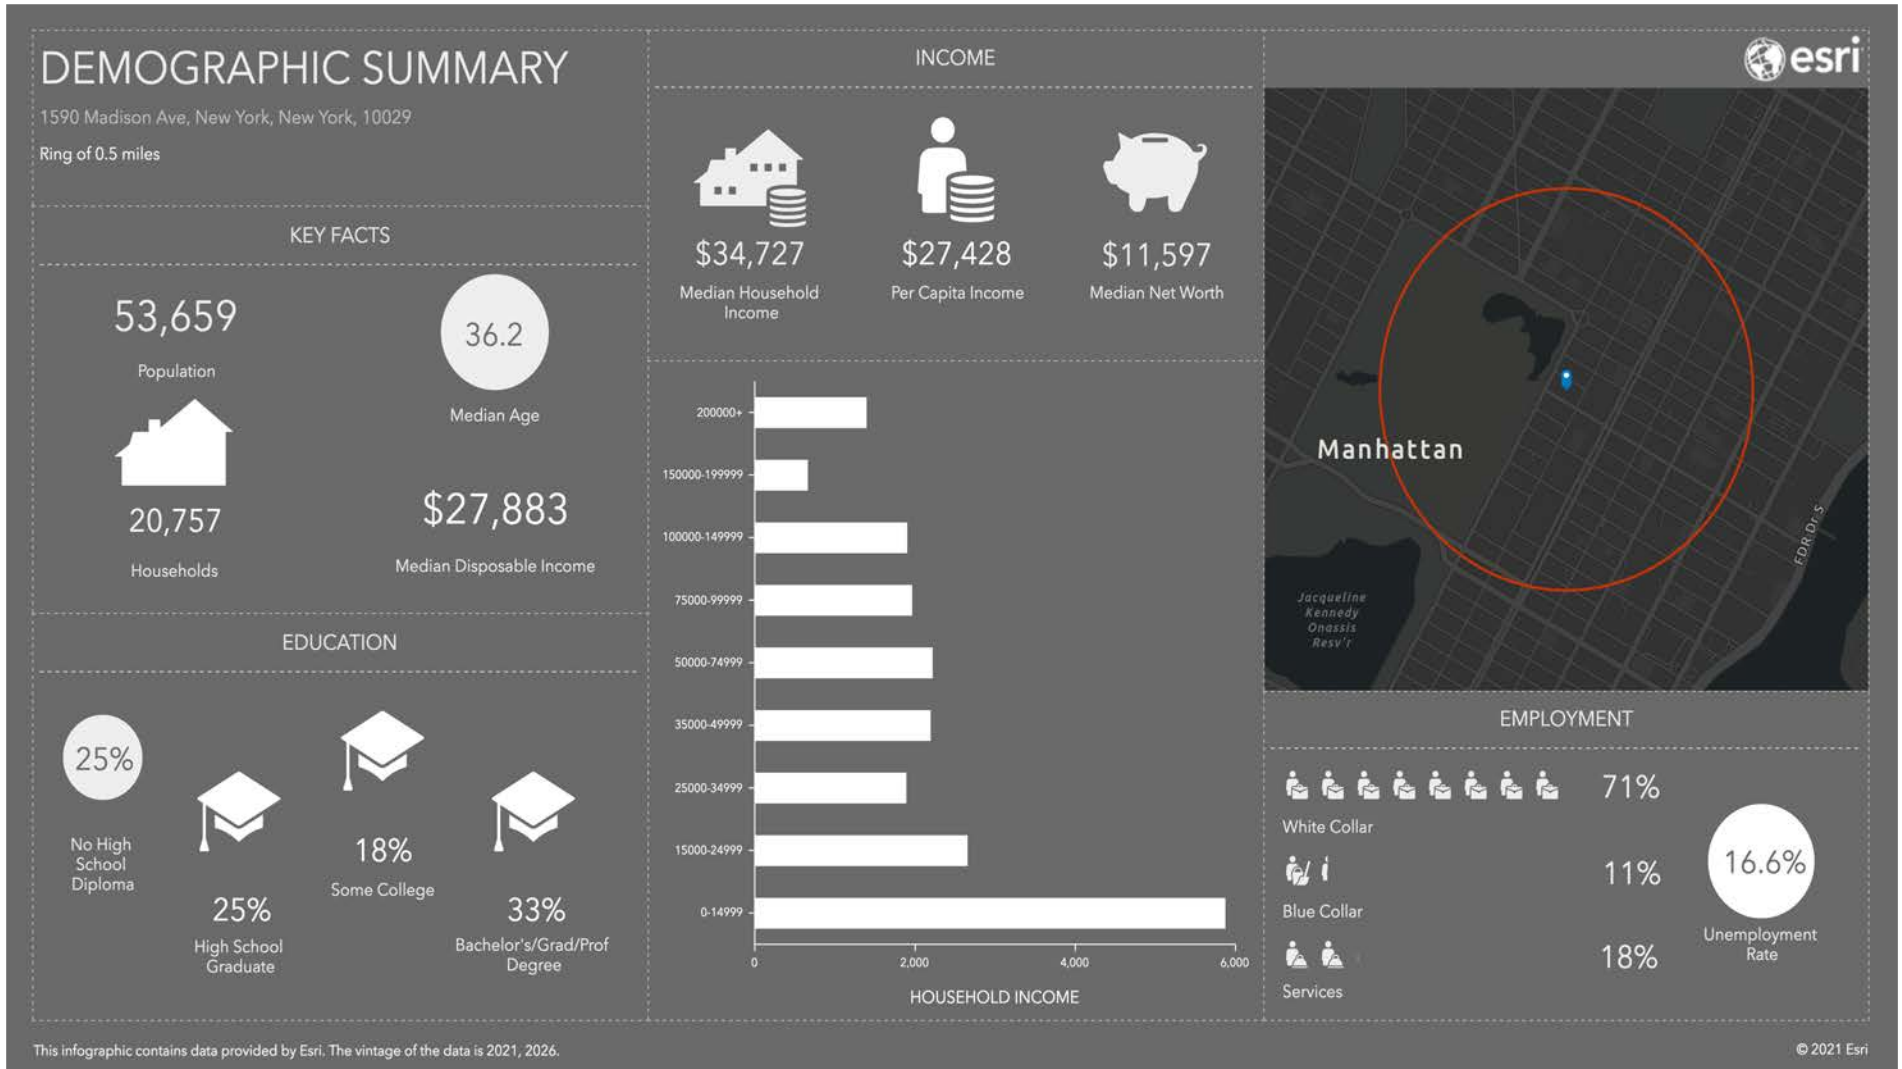 DEMOGRAPHIC SUMMARY
1590 Madison Ave, New York, New York, 10029
Ring of 0.5 miles
KEY FACTS
53,659
Population
36.2
Median Age
20,757
Households
$27,883
Median Disposable Income
EDUCATION
25%
No High
School
Diploma
25%
High School
Graduate
18%
Some College
33%
Bachelor's/Grad/Prof
Degree
INCOME
$34,727
Median Household
Income
$27,428
Per Capita Income
$11,597
Median Net Worth
200000+
150000-199999
100000-149999
75000-99999
50000-74999
35000-49999
25000-34999
15000-24999
0-14999
0
2,000
4,000
6,000
HOUSEHOLD INCOME
esri
Manhattan
FDR Dr S
Jacqueline
Kennedy
Onassis
Resv'r
EMPLOYMENT
71%
White Collar
11%
Blue Collar
18%
Services
16.6%
Unemployment
Rate
This infographic contains data provided by Esri. The vintage of the data is 2021, 2026.
© 2021 Esri